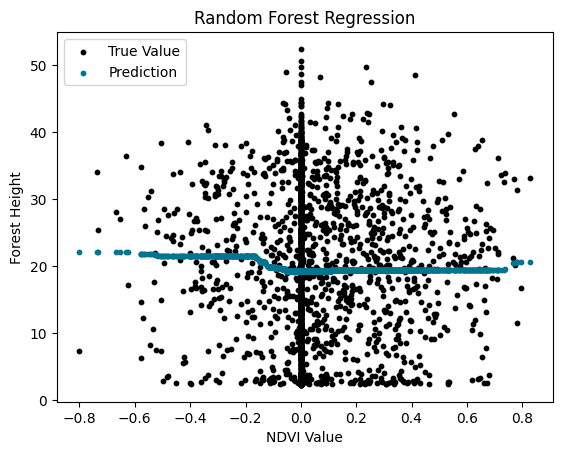 Random Forest Regression
True Value
Prediction
Forest Height
50
40
30
20
10
0
−0.8 −0.6 −0.4 −0.2 0.0 0.2 0.4 0.6 0.8
NDVI Value